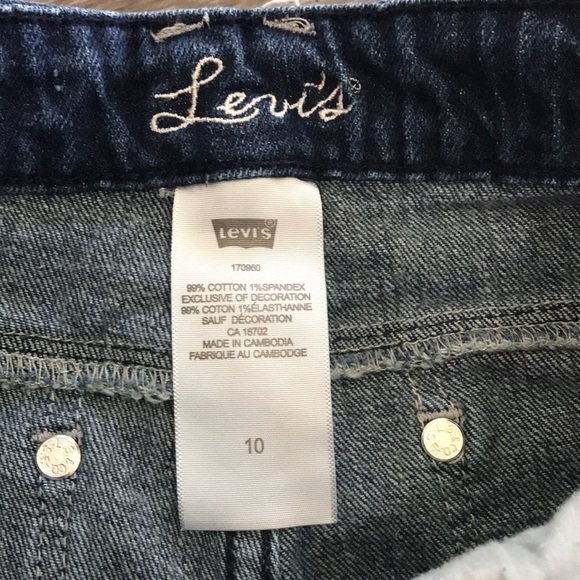 Levi's®
Levi's
170960
99% COTTON 1%SPANDEX
EXCLUSIVE OF DECORATION
99% COTON 1%ÉLASTHANNE
SAUF DÉCORATION
CA 16702
MADE IN CAMBODIA
FABRIQUE AU CAMBODGE
10